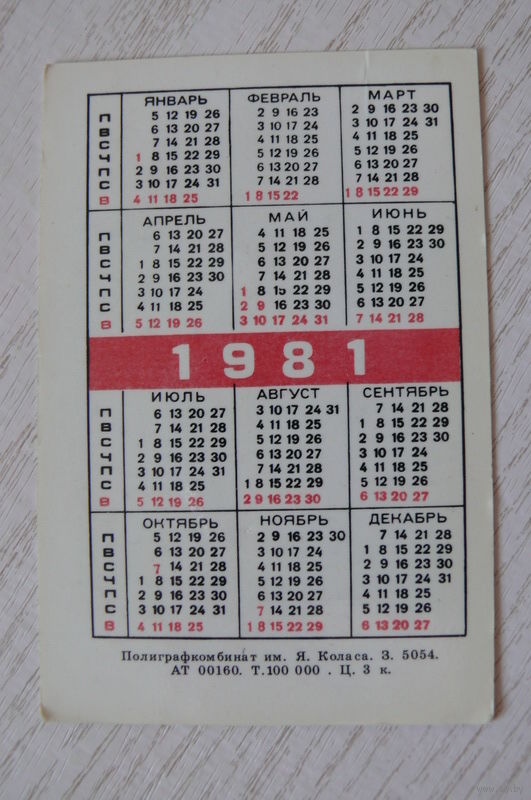 ЯНВАРЬ ФЕВРАЛЬ МАРТ
П 5 12 19 26 2 9 16 23 2 9 16 23 30
В 6 13 20 27 3 10 17 24 3 10 17 24 31
С 7 14 21 28 4 11 18 25 4 11 18 25
Ч 1 8 15 22 29 5 12 19 26 5 12 19 26
П 2 9 16 23 30 6 13 20 27 6 13 20 27
С 3 10 17 24 31 7 14 21 28 7 14 21 28
В 4 11 18 25 1 8 15 22 1 8 15 22 29
АПРЕЛЬ МАЙ ИЮНЬ
П 6 13 20 27 4 11 18 25 1 8 15 22 29
В 7 14 21 28 5 12 19 26 2 9 16 23 30
С 1 8 15 22 29 6 13 20 27 3 10 17 24
Ч 2 9 16 23 30 7 14 21 28 4 11 18 25
П 3 10 17 24 1 8 15 22 29 5 12 19 26
С 4 11 18 25 2 9 16 23 30 6 13 20 27
В 5 12 19 26 3 10 17 24 31 7 14 21 28
1981
ИЮЛЬ АВГУСТ СЕНТЯБРЬ
П 6 13 20 27 3 10 17 24 31 7 14 21 28
В 7 14 21 28 4 11 18 25 1 8 15 22 29
С 1 8 15 22 29 5 12 19 26 2 9 16 23 30
Ч 2 9 16 23 30 6 13 20 27 3 10 17 24
П 3 10 17 24 31 7 14 21 28 4 11 18 25
С 4 11 18 25 1 8 15 22 29 5 12 19 26
В 5 12 19 26 2 9 16 23 30 6 13 20 27
ОКТЯБРЬ НОЯБРЬ ДЕКАБРЬ
П 5 12 19 26 2 9 16 23 30 7 14 21 28
В 6 13 20 27 3 10 17 24 1 8 15 22 29
С 7 14 21 28 4 11 18 25 2 9 16 23 30
Ч 1 8 15 22 29 5 12 19 26 3 10 17 24 31
П 2 9 16 23 30 6 13 20 27 4 11 18 25
С 3 10 17 24 31 7 14 21 28 5 12 19 26
В 4 11 18 25 1 8 15 22 29 6 13 20 27
Полиграфкомбинат им. Я. Коласа. З. 5054.
АТ 00160. Т.100 000 . Ц. 3 к.